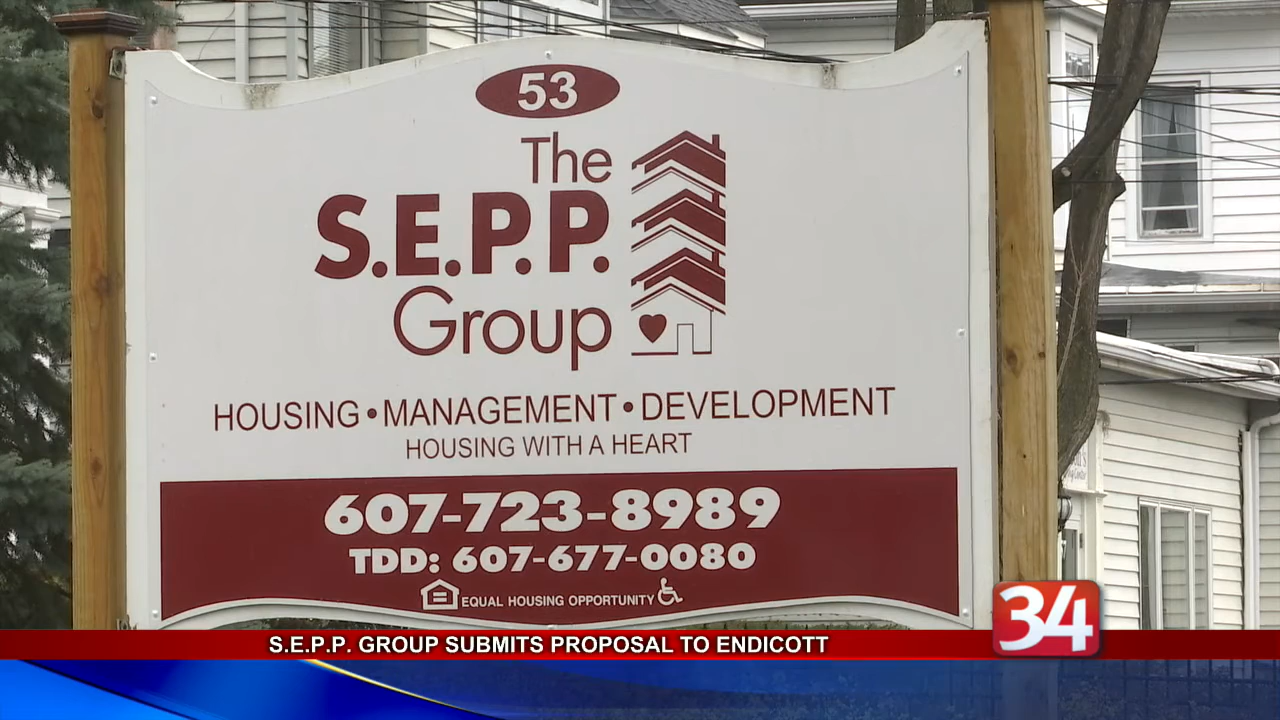 53
The
S.E.P.P.
Group
HOUSING • MANAGEMENT • DEVELOPMENT
HOUSING WITH A HEART
607-723-8989
TDD: 607-677-0080
EQUAL HOUSING OPPORTUNITY
34
S.E.P.P. GROUP SUBMITS PROPOSAL TO ENDICOTT